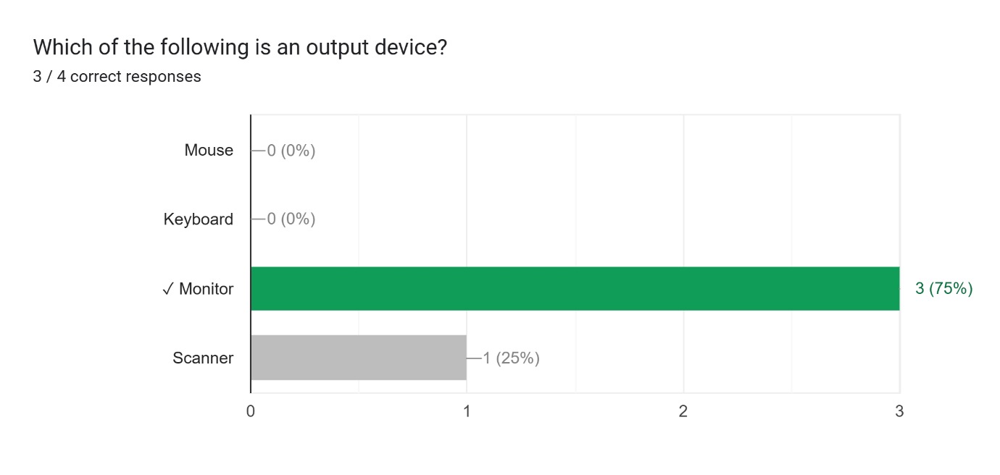 Which of the following is an output device?
3 / 4 correct responses
Mouse 0 (0%)
Keyboard 0 (0%)
✓ Monitor 3 (75%)
Scanner 1 (25%)
0 1 2 3